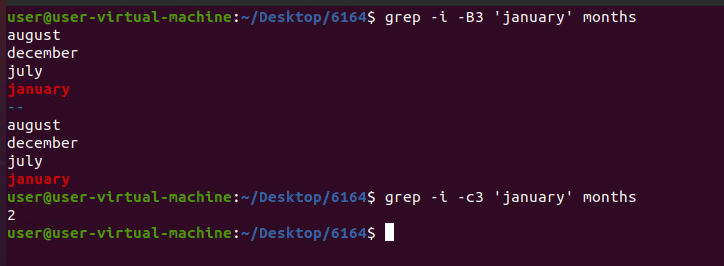 user@user-virtual-machine:~/Desktop/6164$ grep -i -B3 'january' months
august
december
july
january
--
august
december
july
january
user@user-virtual-machine:~/Desktop/6164$ grep -i -c3 'january' months
2
user@user-virtual-machine:~/Desktop/6164$